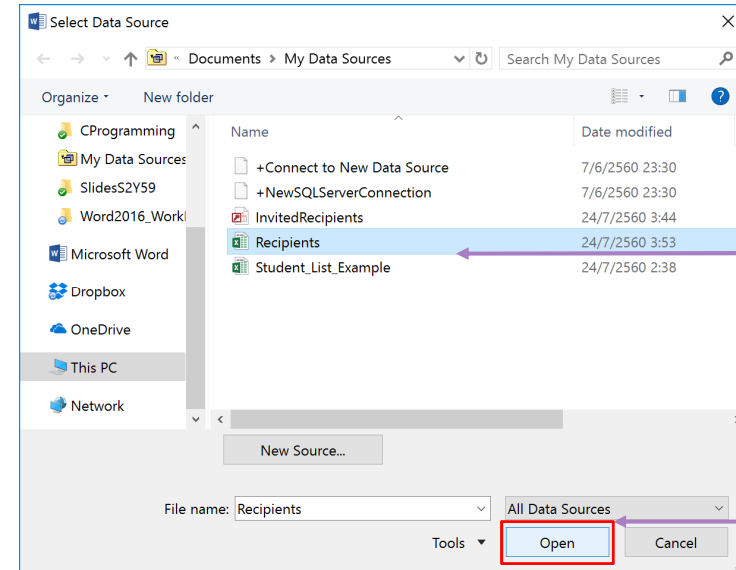 Select Data Source
« Documents > My Data Sources
Search My Data Sources
Organize
New folder
CProgramming
My Data Sources
SlidesS2Y59
Microsoft Word
Dropbox
OneDrive
This PC
Network
Name Date modified
+Connect to New Data Source 7/6/2560 23:30
+NewSQLServerConnection 7/6/2560 23:30
InvitedRecipients 24/7/2560 3:44
Recipients 24/7/2560 3:53
Student_List_Example 24/7/2560 2:38
New Source...
File name: Recipients All Data Sources
Tools Open Cancel